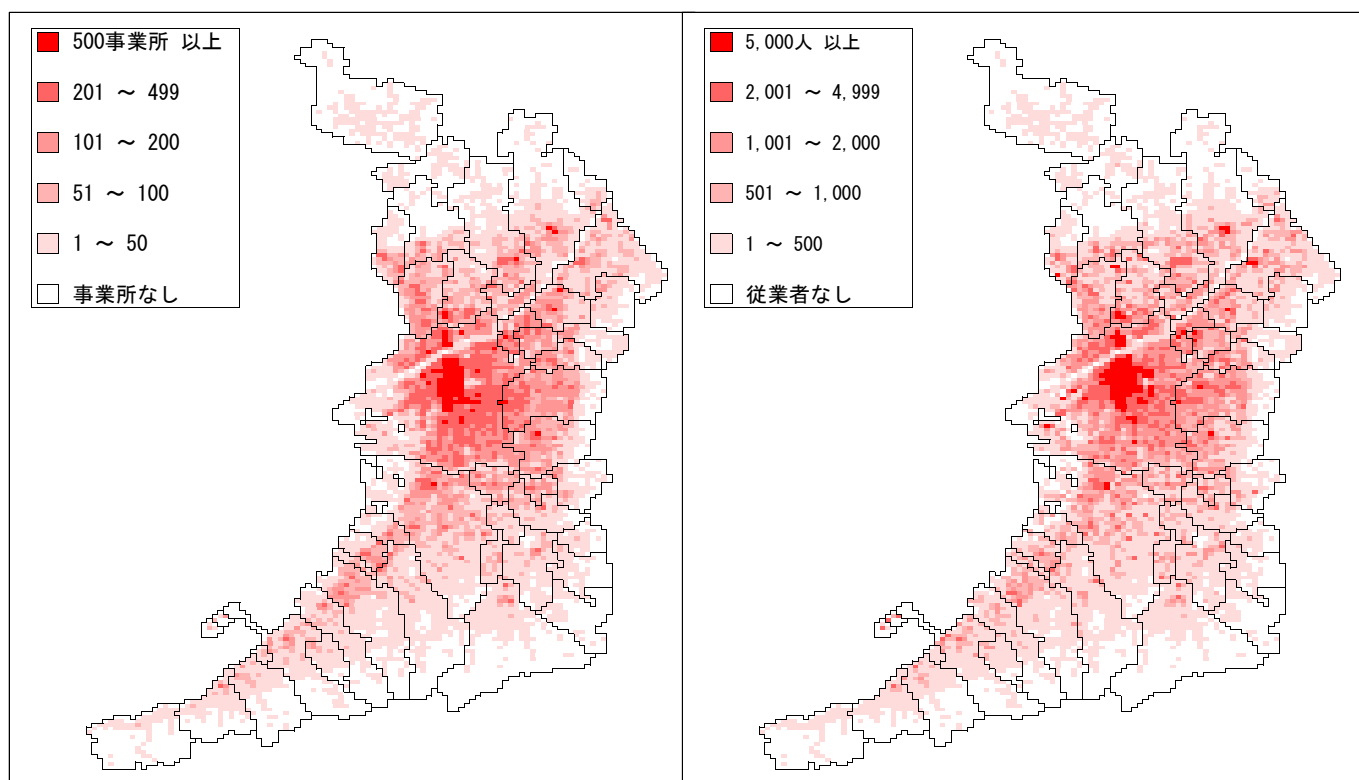 500事業所 以上
201 ～ 499
101 ～ 200
51 ～ 100
1 ～ 50
事業所なし
5,000人 以上
2,001 ～ 4,999
1,001 ～ 2,000
501 ～ 1,000
1 ～ 500
従業者なし